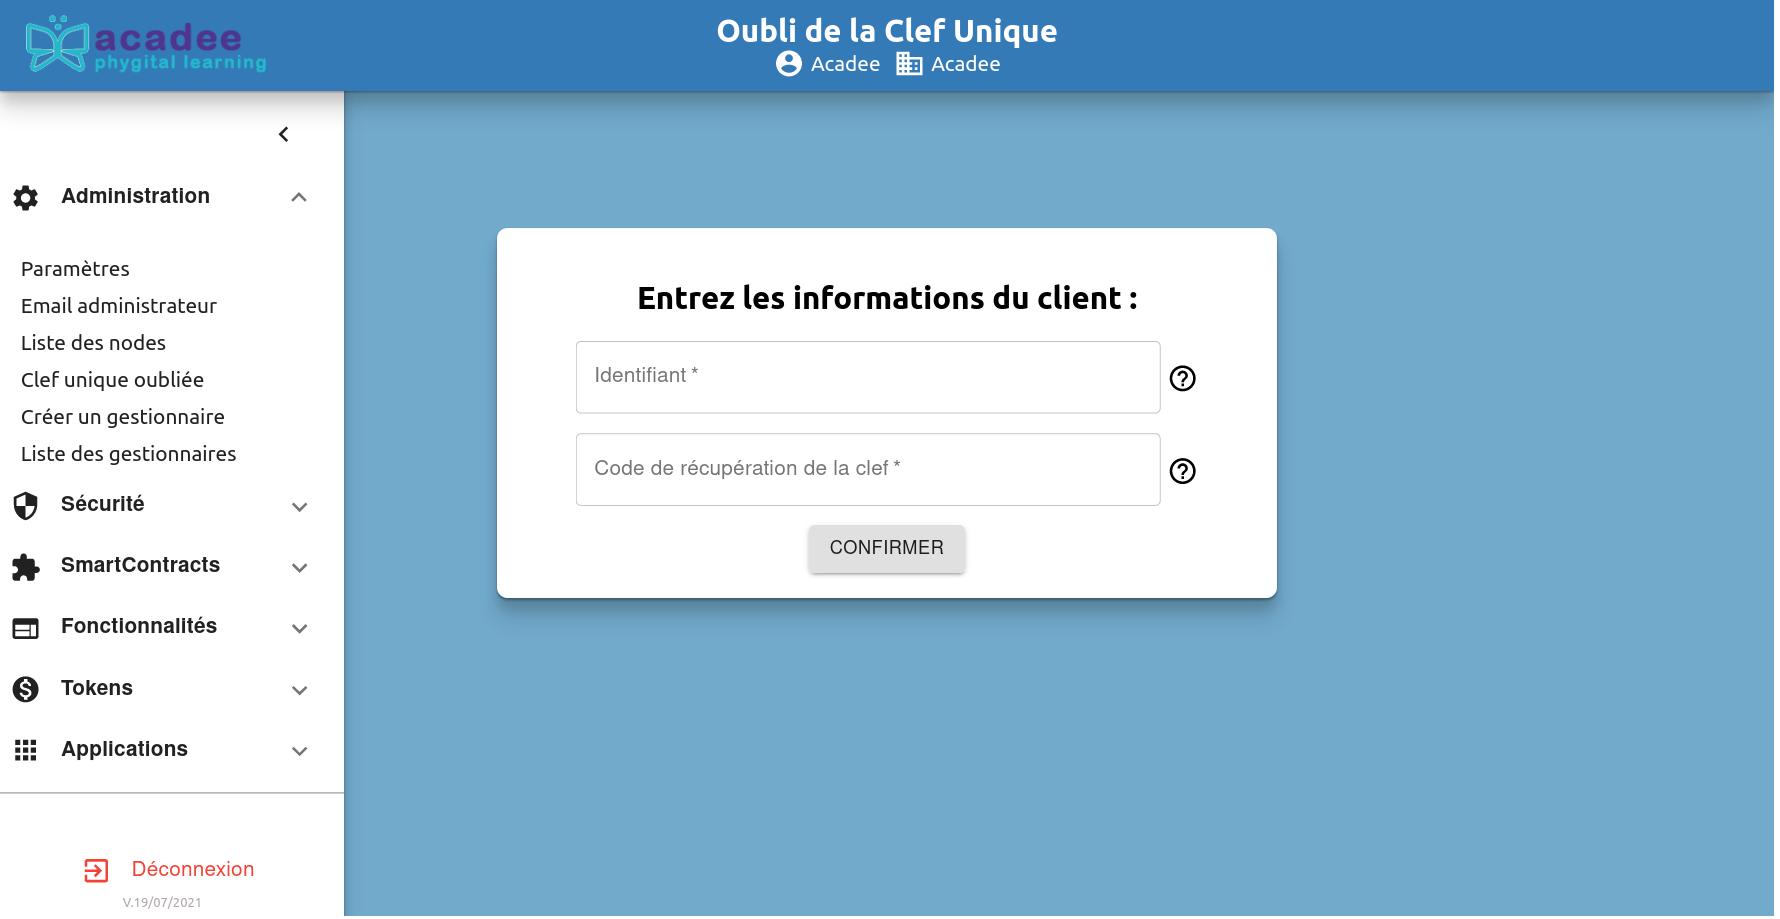 acadee
phygital learning
Oubli de la Clef Unique
Acadee Acadee
Administration
Paramètres
Email administrateur
Liste des nodes
Clef unique oubliée
Créer un gestionnaire
Liste des gestionnaires
Sécurité
SmartContracts
Fonctionnalités
Tokens
Applications
Déconnexion
V.19/07/2021
Entrez les informations du client :
Identifiant *
Code de récupération de la clef *
CONFIRMER